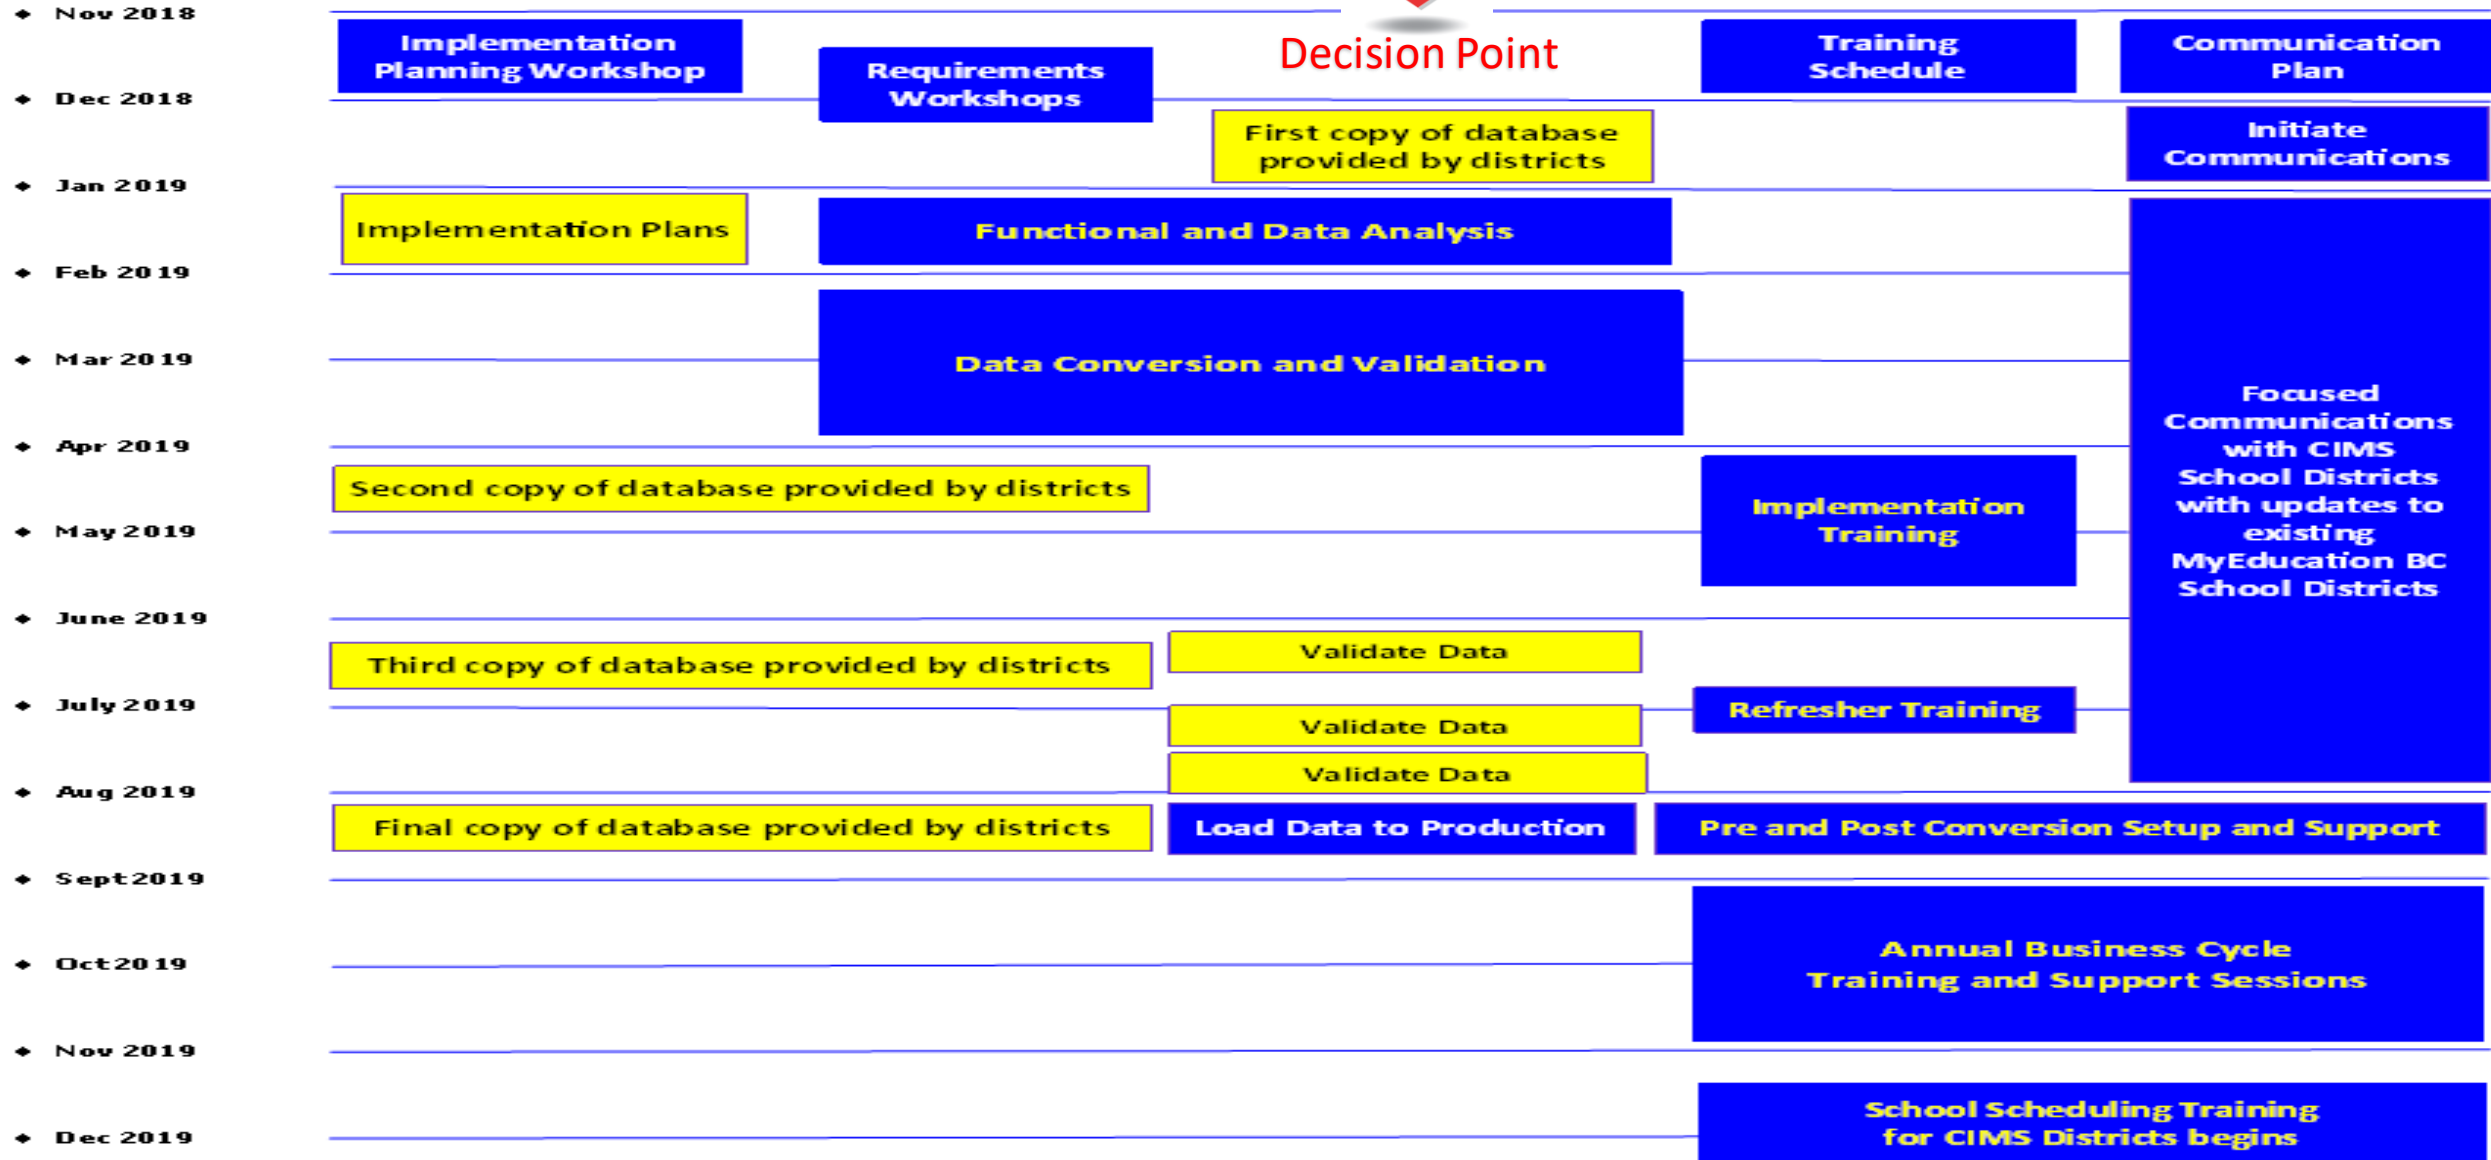 Nov 2018
Implementation
Planning Workshop
Requirements
Workshops
Decision Point
Training
Schedule
Communication
Plan
Dec 2018
First copy of database
provided by districts
Initiate
Communications
Jan 2019
Implementation Plans
Functional and Data Analysis
Feb 2019
Data Conversion and Validation
Mar 2019
Focused
Communications
with CIMS
School Districts
with updates to
existing
MyEducation BC
School Districts
Apr 2019
Second copy of database provided by districts
Implementation
Training
May 2019
June 2019
Third copy of database provided by districts
Validate Data
July 2019
Validate Data
Refresher Training
Validate Data
Aug 2019
Final copy of database provided by districts
Load Data to Production
Pre and Post Conversion Setup and Support
Sept2019
Annual Business Cycle
Training and Support Sessions
Oct2019
Nov 2019
School Scheduling Training
for CIMS Districts begins
Dec 2019